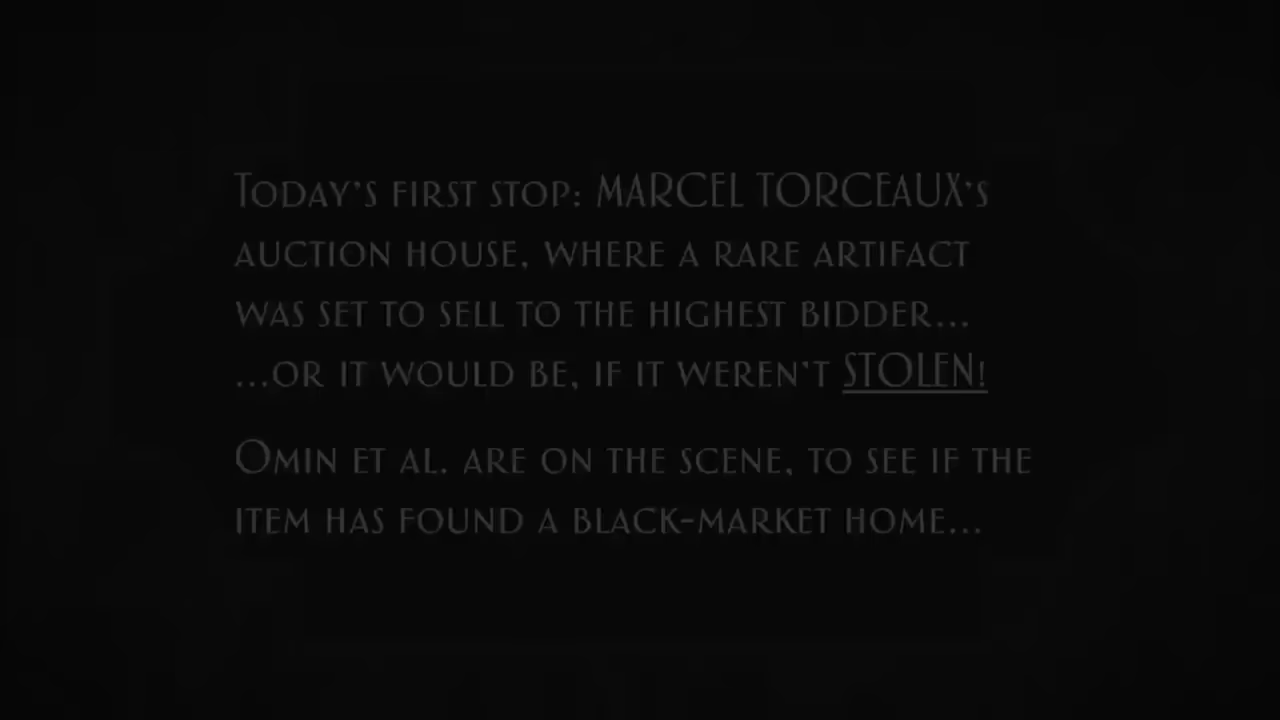 Today's first stop: MARCEL TORCEAUX's
auction house, where a rare artifact
was set to sell to the highest bidder...
...or it would be, if it weren't STOLEN!
Omin et al. are on the scene, to see if the
item has found a black-market home...